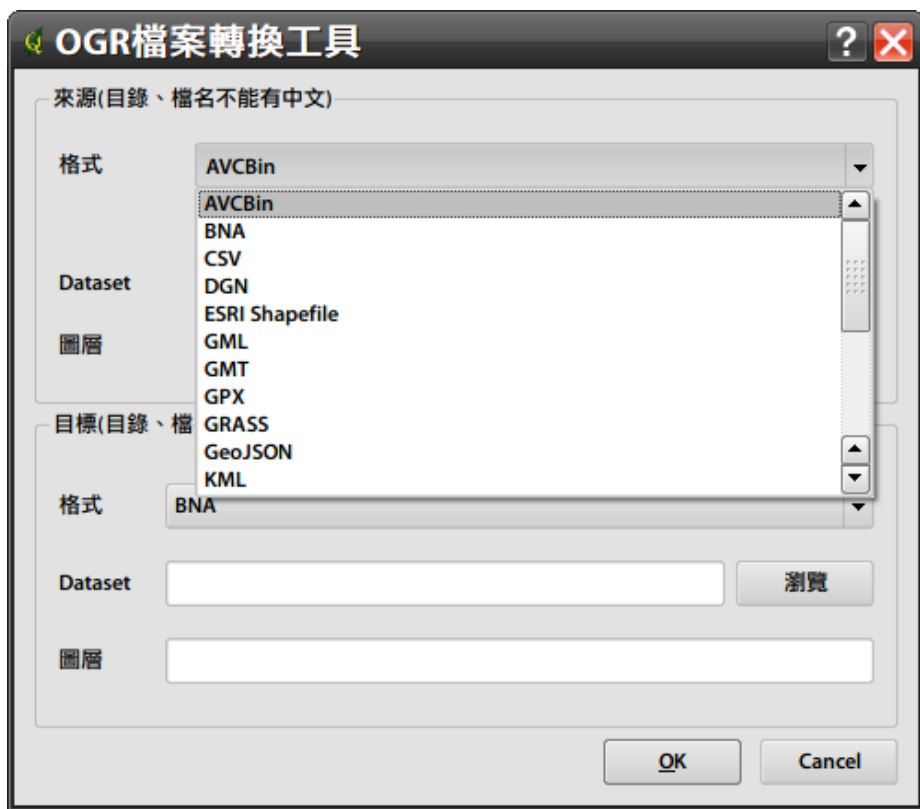 OGR檔案轉換工具
來源(目錄、檔名不能有中文)
格式
AVCBin
AVCBin
BNA
CSV
DGN
Dataset
ESRI Shapefile
圖層
GML
GMT
GPX
GRASS
目標(目錄、檔
GeoJSON
KML
格式
BNA
Dataset
瀏覽
圖層
OK
Cancel